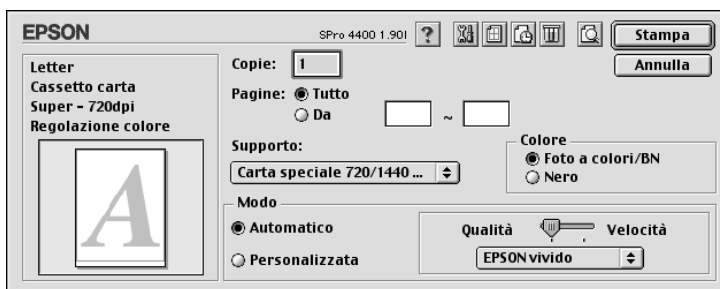 EPSON
SPro 4400 1.90I
?
Stampa
Annulla
Letter
Cassetto carta
Super - 720dpi
Regolazione colore
A
Copie: 1
Pagine: Tutto
Da ~
Supporto:
Carta speciale 720/1440 ...
Colore
Foto a colori/BN
Nero
Modo
Automatico
Personalizzata
Qualità Velocità
EPSON vivido